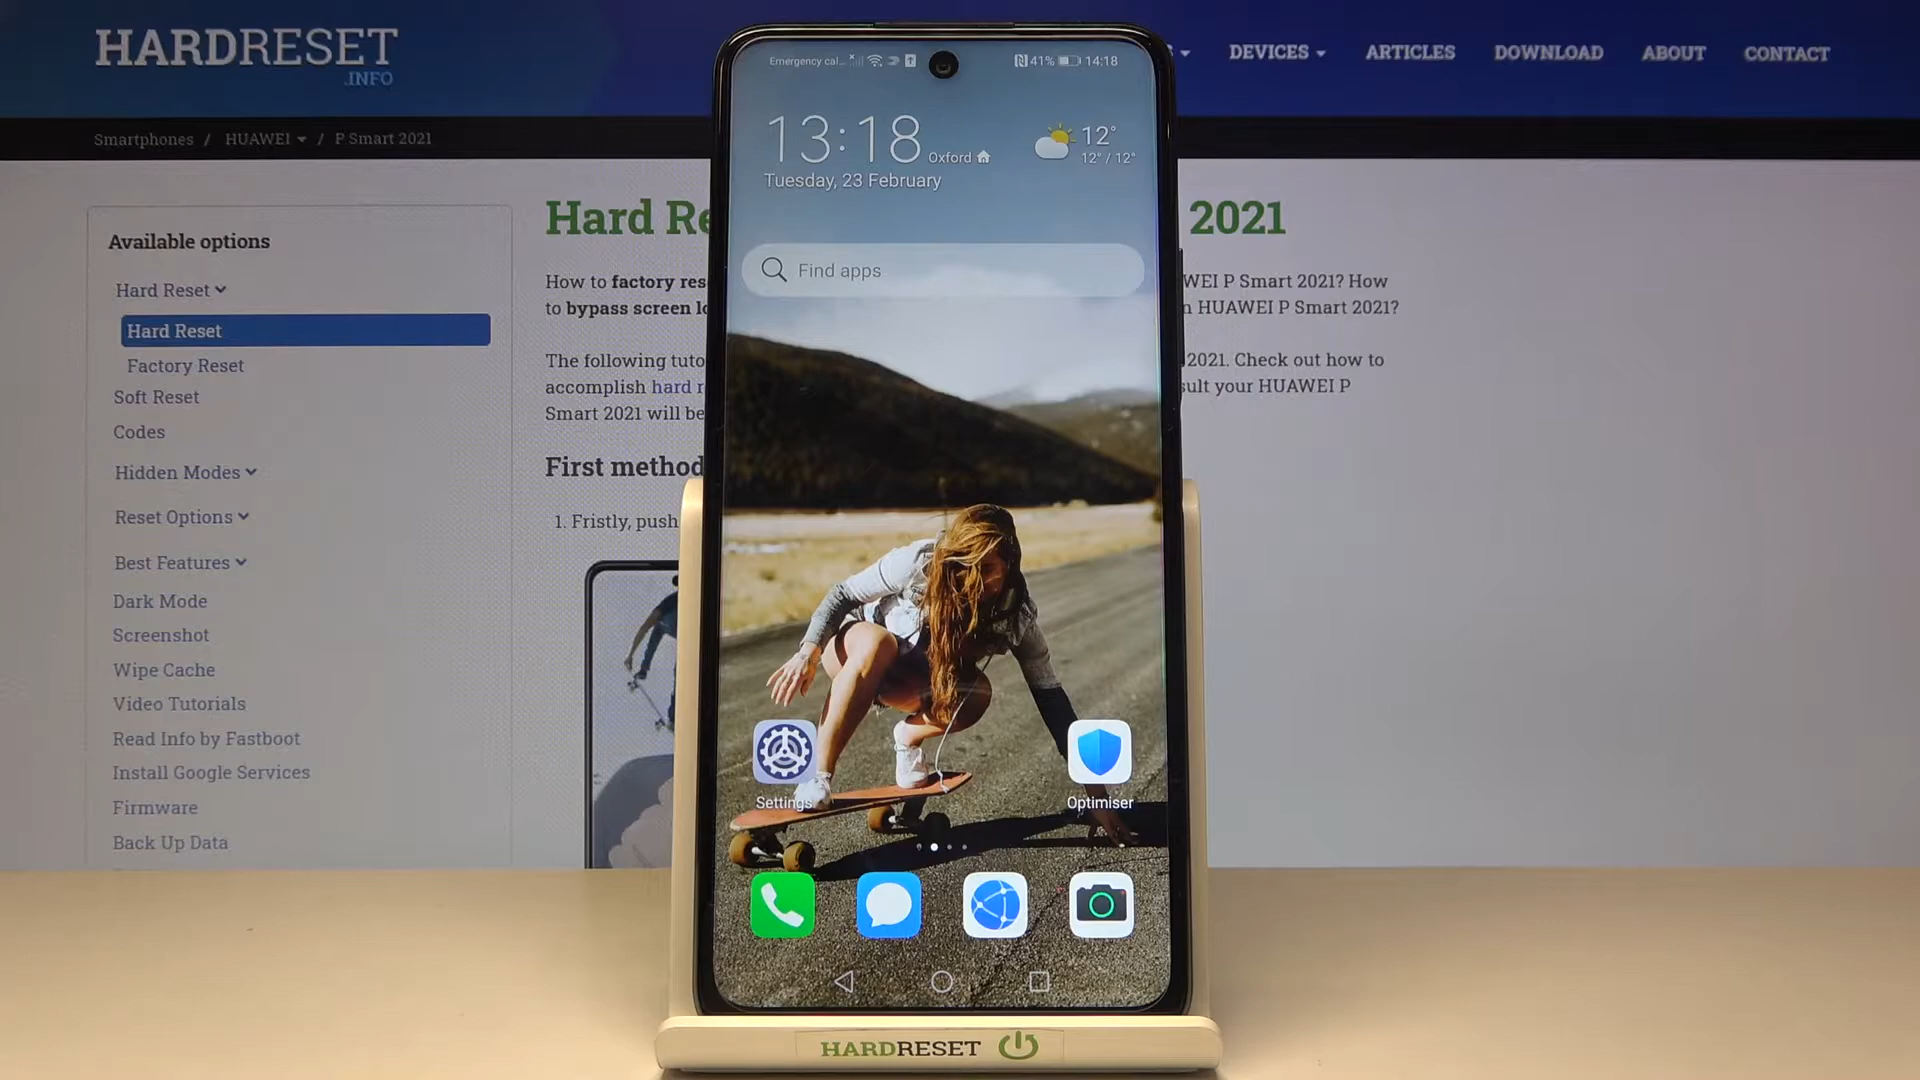 HARDRESET
.INFO
DEVICES
ARTICLES
DOWNLOAD
ABOUT
CONTACT
Smartphones / HUAWEI / P Smart 2021
Available options
Hard Reset
Hard Reset
Factory Reset
Soft Reset
Codes
Hidden Modes
Reset Options
Best Features
Dark Mode
Screenshot
Wipe Cache
Video Tutorials
Read Info by Fastboot
Install Google Services
Firmware
Back Up Data
Hard Re
2021
How to factory res
WEI P Smart 2021? How
to bypass screen lo
n HUAWEI P Smart 2021?
The following tuto
2021. Check out how to
accomplish hard r
sult your HUAWEI P
Smart 2021 will be
First method
1. Fristly, push
Emergency cal...
41% 14:18
13:18
Oxford
Tuesday, 23 February
12°
12° / 12°
Find apps
Settings
Optimiser
HARDRESET